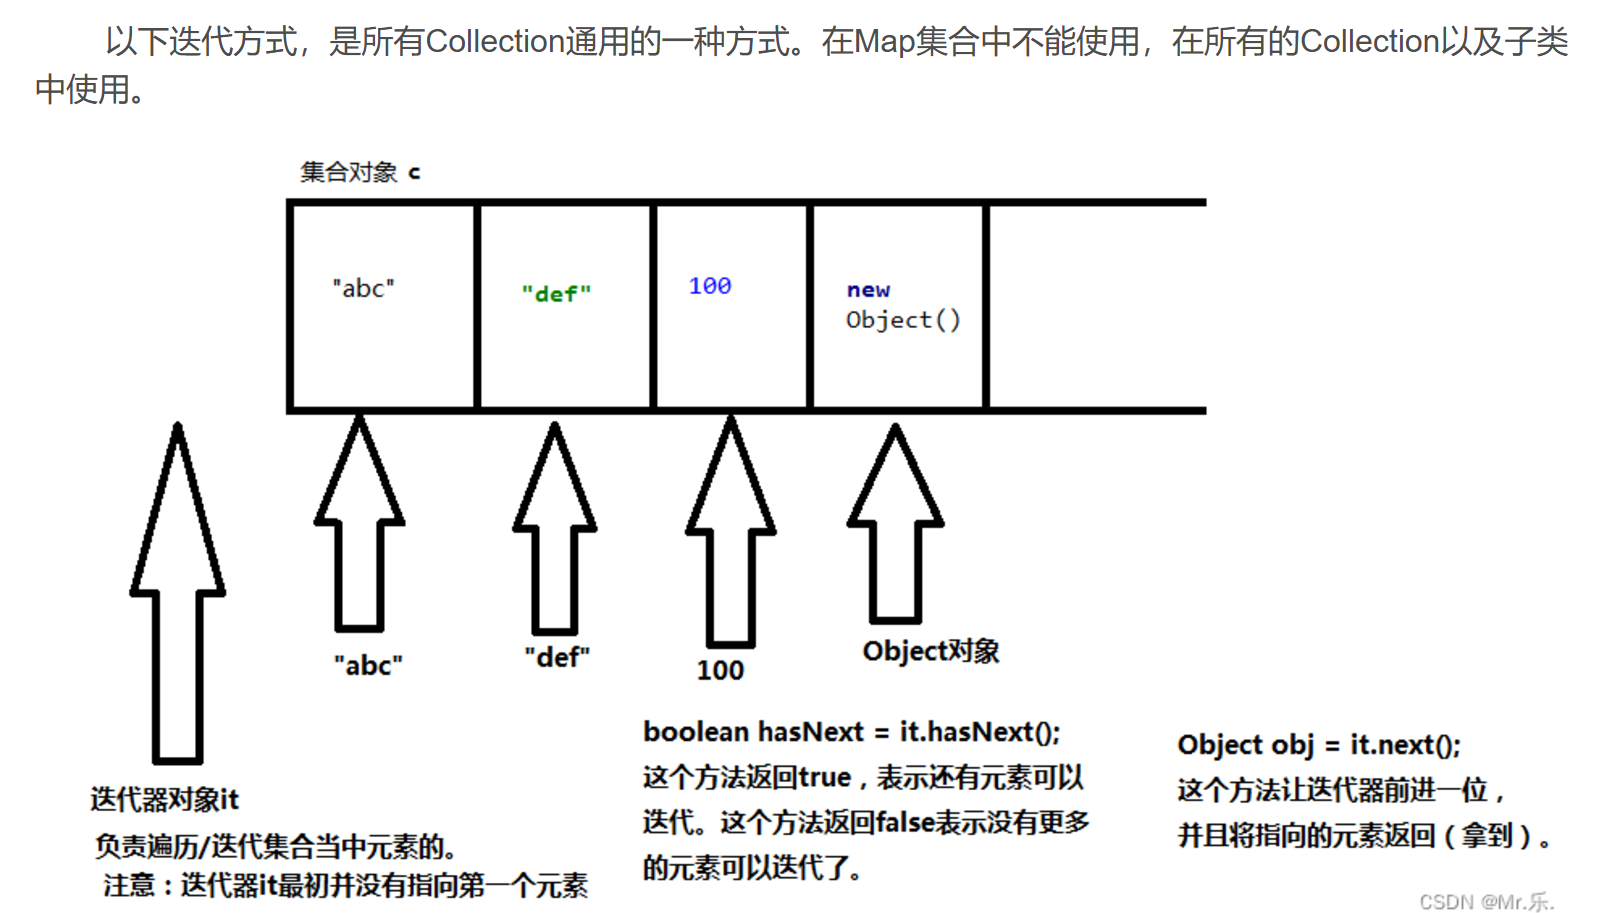 以下迭代方式，是所有Collection通用的一种方式。在Map集合中不能使用，在所有的Collection以及子类
中使用。
集合对象 c
"abc"
"def"
100
new
Object()
"abc"
"def"
100
Object对象
迭代器对象it
负责遍历/迭代集合当中元素的。
注意：迭代器it最初并没有指向第一个元素
boolean hasNext = it.hasNext();
这个方法返回true，表示还有元素可以
迭代。这个方法返回false表示没有更多
的元素可以迭代了。
Object obj = it.next();
这个方法让迭代器前进一位，
并且将指向的元素返回（拿到）。
CSDN @Mr.乐.